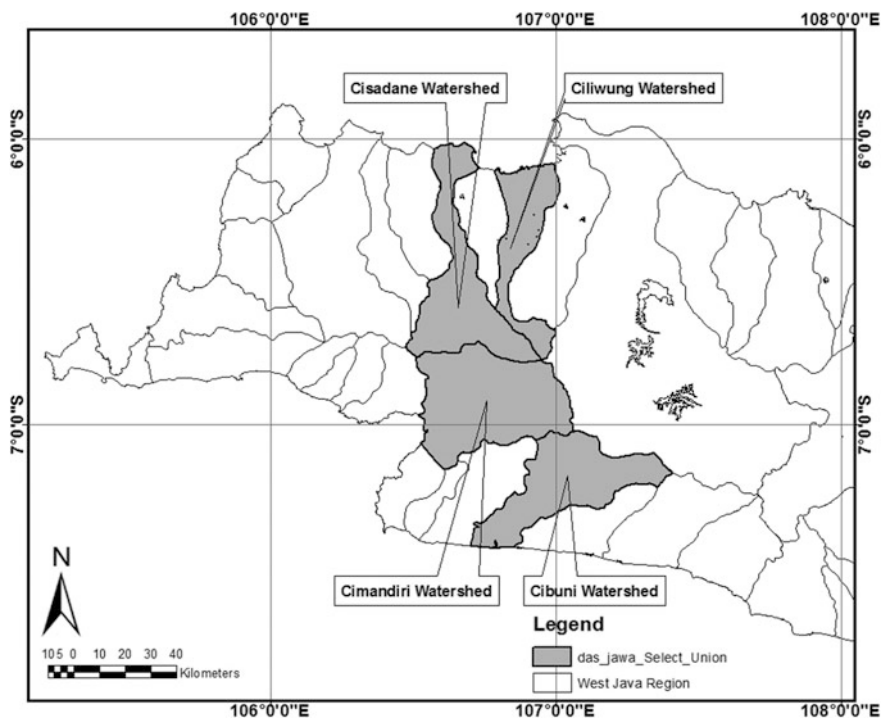 106°0'0"E 107°0'0"E 108°0'0"E
Cisadane Watershed
Ciliwung Watershed
6°0'0"S
6°0'0"S
7°0'0"S
7°0'0"S
N
Cimandiri Watershed
Cibuni Watershed
Legend
das_jawa_Select_Union
West Java Region
10 5 0 10 20 30 40
Kilometers
106°0'0"E 107°0'0"E 108°0'0"E